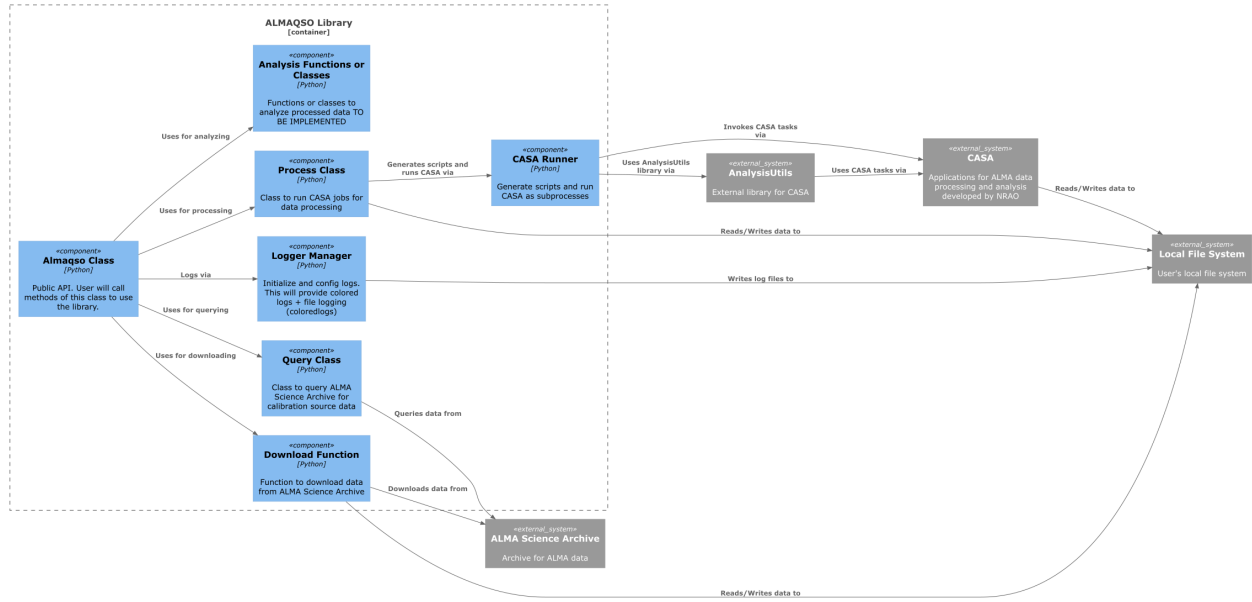 ALMAQSO Library
[container]
«component»
Analysis Functions or
Classes
[Python]
Functions or classes to
analyze processed data TO
BE IMPLEMENTED
Uses for analyzing
«component»
Process Class
[Python]
Class to run CASA jobs for
data processing
Generates scripts and
runs CASA via
«component»
CASA Runner
[Python]
Generate scripts and run
CASA as subprocesses
Invokes CASA tasks
via
Uses AnalysisUtils
library via
«external_system»
AnalysisUtils
External library for CASA
Uses CASA tasks via
«external_system»
CASA
Applications for ALMA data
processing and analysis
developed by NRAO
Reads/Writes data to
Uses for processing
Reads/Writes data to
«external_system»
Local File System
User's local file system
«component»
Almaqso Class
[Python]
Public API. User will call
methods of this class to use
the library.
Logs via
«component»
Logger Manager
[Python]
Initialize and config logs.
This will provide colored
logs + file logging
(coloredlogs)
Writes log files to
Uses for querying
«component»
Query Class
[Python]
Class to query ALMA
Science Archive for
calibration source data
Uses for downloading
Queries data from
«component»
Download Function
[Python]
Function to download data
from ALMA Science Archive
Downloads data from
«external_system»
ALMA Science Archive
Archive for ALMA data
Reads/Writes data to